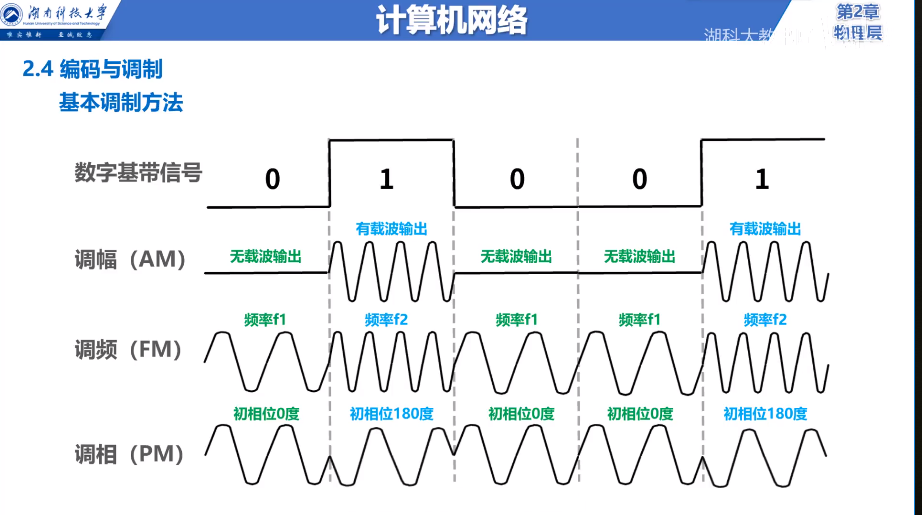 湖南科技大学
Hunan University of Science and Technology
唯实惟新 至诚致志
计算机网络
第2章
物理层
湖科大教
2.4 编码与调制
基本调制方法
数字基带信号
0 1 0 0 1
有载波输出 有载波输出
调幅（AM） 无载波输出 无载波输出 无载波输出
频率f1 频率f2 频率f1 频率f1 频率f2
调频（FM）
初相位0度 初相位180度 初相位0度 初相位0度 初相位180度
调相（PM）